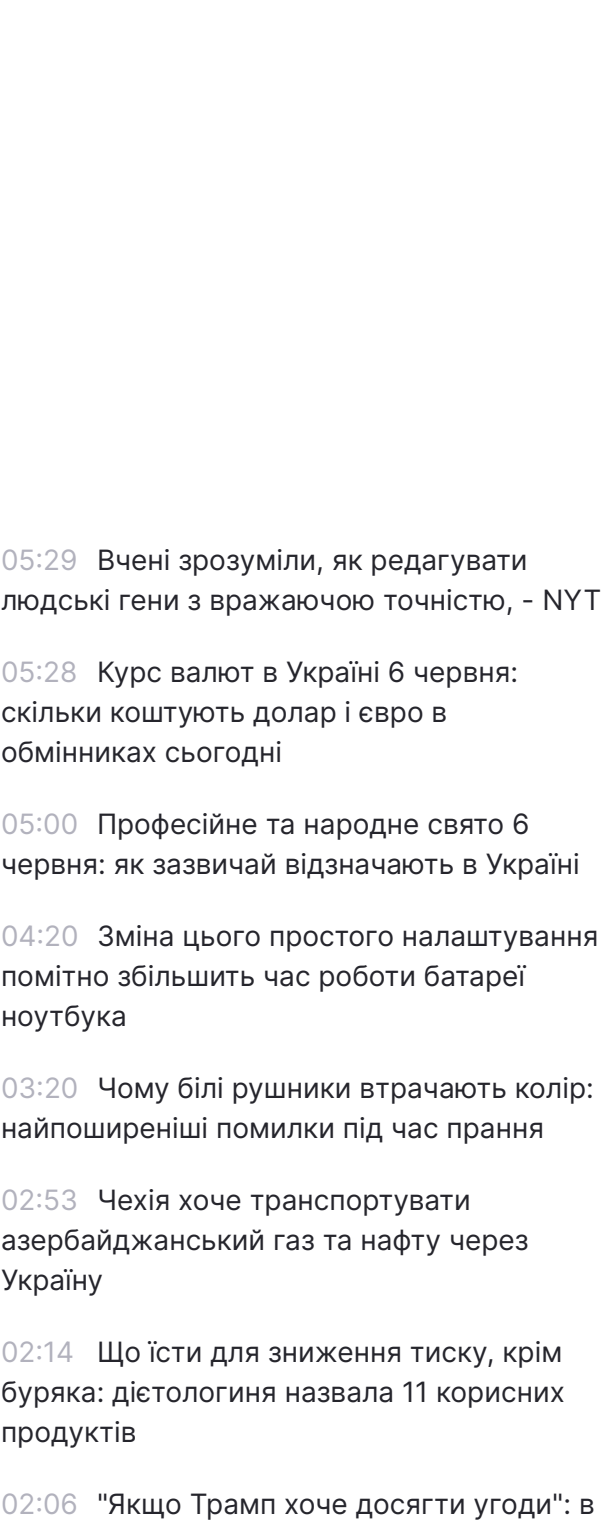 05:29 Вчені зрозуміли, як редагувати
людські гени з вражаючою точністю, - NYT
05:28 Курс валют в Україні 6 червня:
скільки коштують долар і євро в
обмінниках сьогодні
05:00 Професійне та народне свято 6
червня: як зазвичай відзначають в Україні
04:20 Зміна цього простого налаштування
помітно збільшить час роботи батареї
ноутбука
03:20 Чому білі рушники втрачають колір:
найпоширеніші помилки під час прання
02:53 Чехія хоче транспортувати
азербайджанський газ та нафту через
Україну
02:14 Що їсти для зниження тиску, крім
буряка: дієтологиня назвала 11 корисних
продуктів
02:06 "Якщо Трамп хоче досягти угоди": в